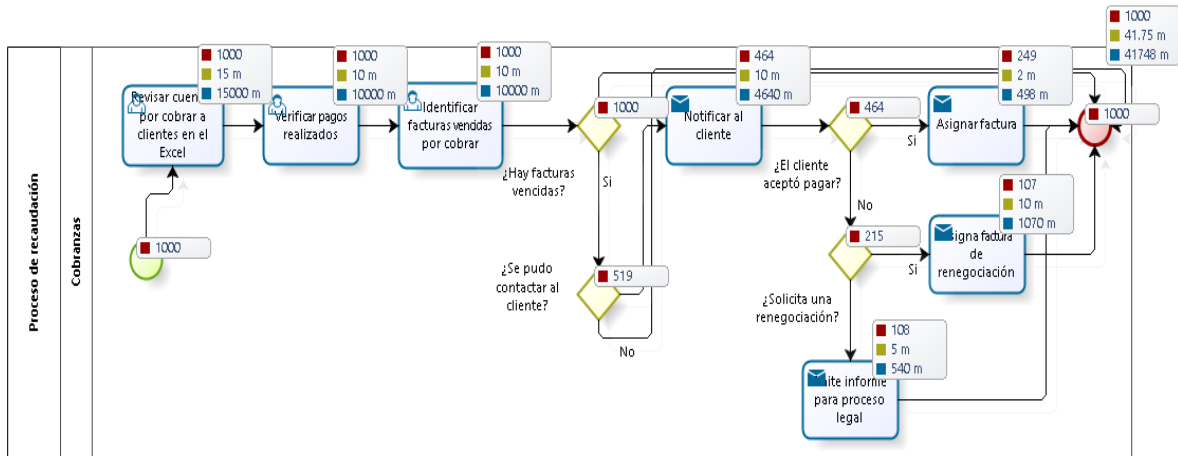 Proceso de recaudación
Cobranzas
1000
1000
15 m
15000 m
Revisar cuen
por cobrar a
clientes en el
Excel
1000
10 m
10000 m
verificar pagos
realizados
1000
10 m
10000 m
Identificar
facturas vencidas
por cobrar
1000
¿Hay facturas
vencidas?
Si
519
¿Se pudo
contactar al
cliente?
No
464
10 m
4640 m
Notificar al
cliente
464
¿El cliente
aceptó pagar?
Si
No
249
2 m
498 m
Asignar factura
215
¿Solicita una
renegociación?
Si
107
10 m
1070 m
signa factura
de
renegociación
108
5 m
540 m
ite informe
para proceso
legal
1000
41.75 m
41748 m
1000